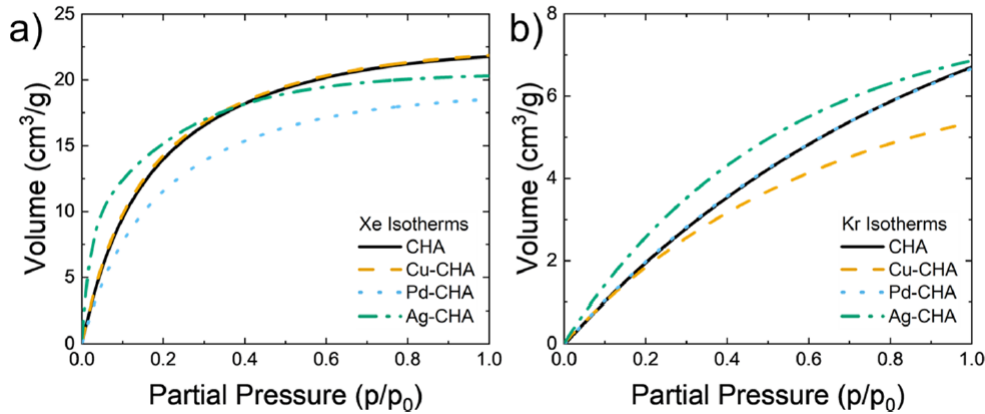 a)
25
20
15
10
5
0
Volume (cm³/g)
Xe Isotherms
CHA
Cu-CHA
Pd-CHA
Ag-CHA
0.0 0.2 0.4 0.6 0.8 1.0
Partial Pressure (p/p₀)
b)
8
6
4
2
0
Volume (cm³/g)
Kr Isotherms
CHA
Cu-CHA
Pd-CHA
Ag-CHA
0.0 0.2 0.4 0.6 0.8 1.0
Partial Pressure (p/p₀)